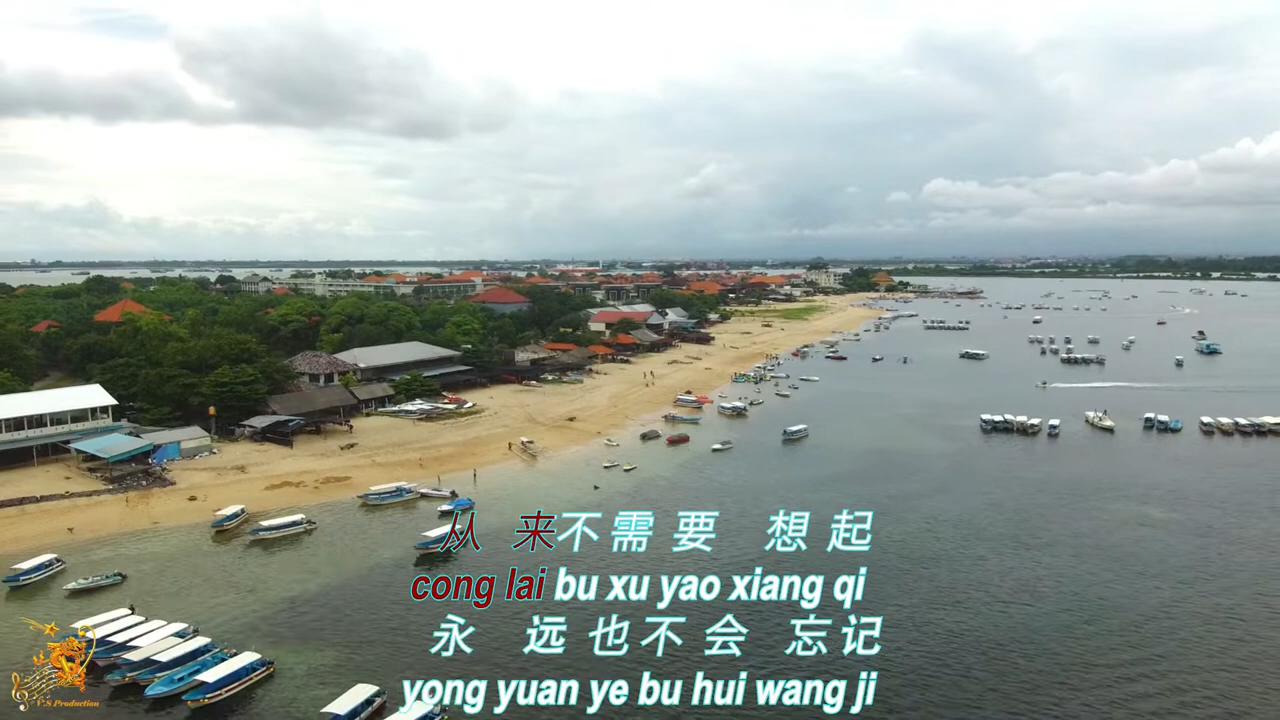 从 来不需 要 想 起
cong lai bu xu yao xiang qi
永 远 也不 会 忘记
yong yuan ye bu hui wang ji
V.S Production